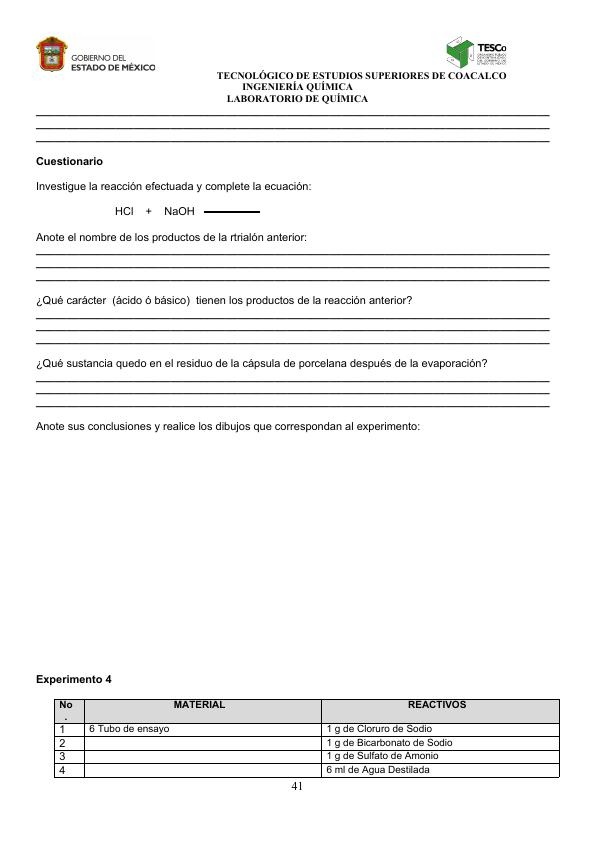 GOBIERNO DEL
ESTADO DE MÉXICO
TESCo
TECNOLÓGICO DE ESTUDIOS SUPERIORES DE COACALCO
INGENIERÍA QUÍMICA
LABORATORIO DE QUÍMICA
Cuestionario
Investigue la reacción efectuada y complete la ecuación:
HCl + NaOH
Anote el nombre de los productos de la rtrialón anterior:
¿Qué carácter (ácido ó básico) tienen los productos de la reacción anterior?
¿Qué sustancia quedo en el residuo de la cápsula de porcelana después de la evaporación?
Anote sus conclusiones y realice los dibujos que correspondan al experimento:
Experimento 4
No MATERIAL REACTIVOS
.
1 6 Tubo de ensayo 1 g de Cloruro de Sodio
2 1 g de Bicarbonato de Sodio
3 1 g de Sulfato de Amonio
4 6 ml de Agua Destilada
41